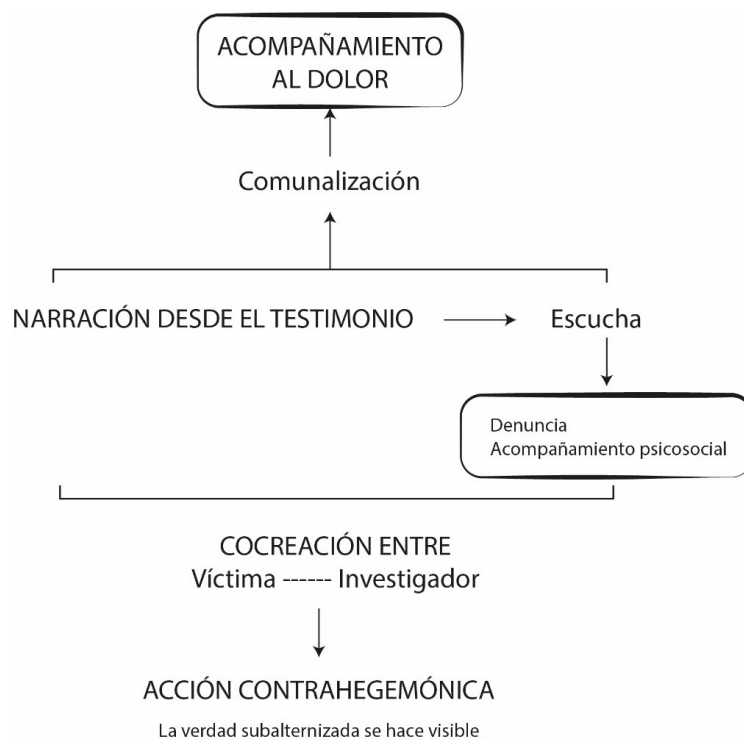 ACOMPAÑAMIENTO
AL DOLOR
Comunalización
NARRACIÓN DESDE EL TESTIMONIO
Escucha
Denuncia
Acompañamiento psicosocial
COCREACIÓN ENTRE
Víctima ------ Investigador
ACCIÓN CONTRAHEGEMÓNICA
La verdad subalternizada se hace visible